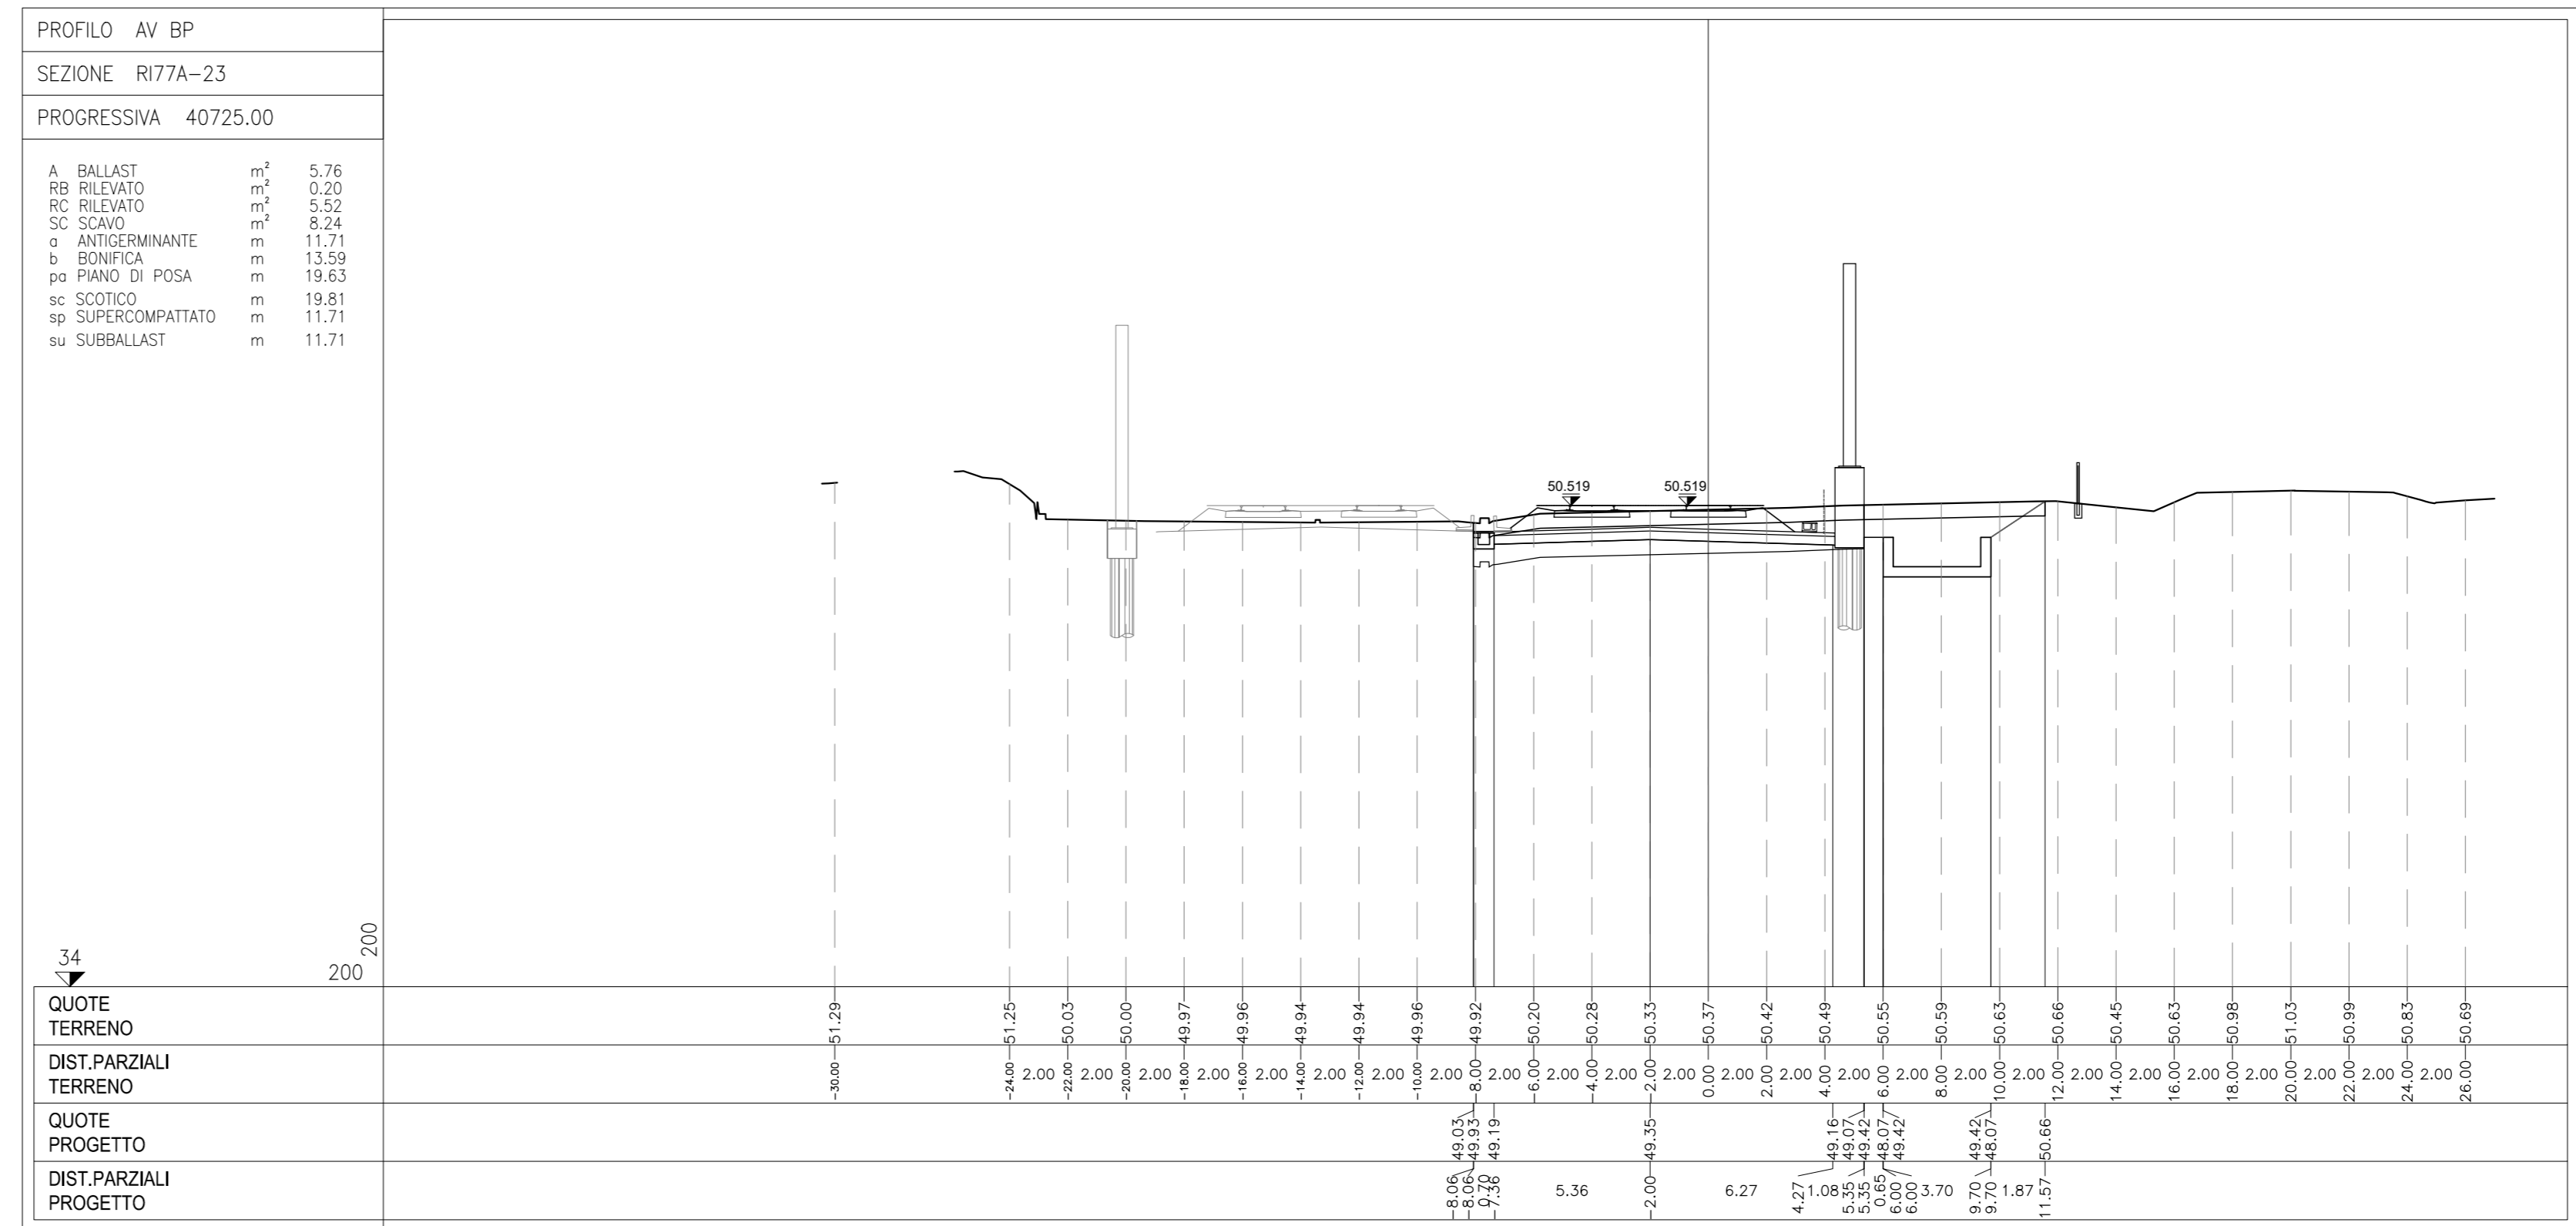 PROFILO AV BP
SEZIONE RI77A-23
PROGRESSIVA 40725.00
A BALLAST m² 5.76
RB RILEVATO m² 0.20
RC RILEVATO m² 5.52
SC SCAVO m² 8.24
a ANTIGERMINANTE m 11.71
b BONIFICA m 13.59
pa PIANO DI POSA m 19.63
sc SCOTICO m 19.81
sp SUPERCOMPATTATO m 11.71
su SUBBALLAST m 11.71
50.519 50.519
34 200 200
QUOTE TERRENO 51.29 51.25 50.03 50.00 49.97 49.96 49.94 49.94 49.96 49.92 50.20 50.28 50.33 50.37 50.42 50.49 50.55 50.59 50.63 50.66 50.45 50.63 50.98 51.03 50.99 50.83 50.69
DIST.PARZIALI TERRENO -30.00 -24.00 2.00 -22.00 2.00 -20.00 2.00 -18.00 2.00 -16.00 2.00 -14.00 2.00 -12.00 2.00 -10.00 2.00 -8.00 2.00 -6.00 2.00 -4.00 2.00 -2.00 2.00 0.00 2.00 2.00 2.00 4.00 2.00 6.00 2.00 8.00 2.00 10.00 2.00 12.00 2.00 14.00 2.00 16.00 2.00 18.00 2.00 20.00 2.00 22.00 2.00 24.00 2.00 26.00
QUOTE PROGETTO 49.03 49.93 49.19 49.35 49.16 49.07 49.42 48.07 49.42 49.42 48.07 50.66
DIST.PARZIALI PROGETTO -8.06 -8.06 0.70 -7.36 5.36 -2.00 6.27 4.27 1.08 5.35 5.35 0.65 6.00 6.00 3.70 9.70 9.70 1.87 11.57